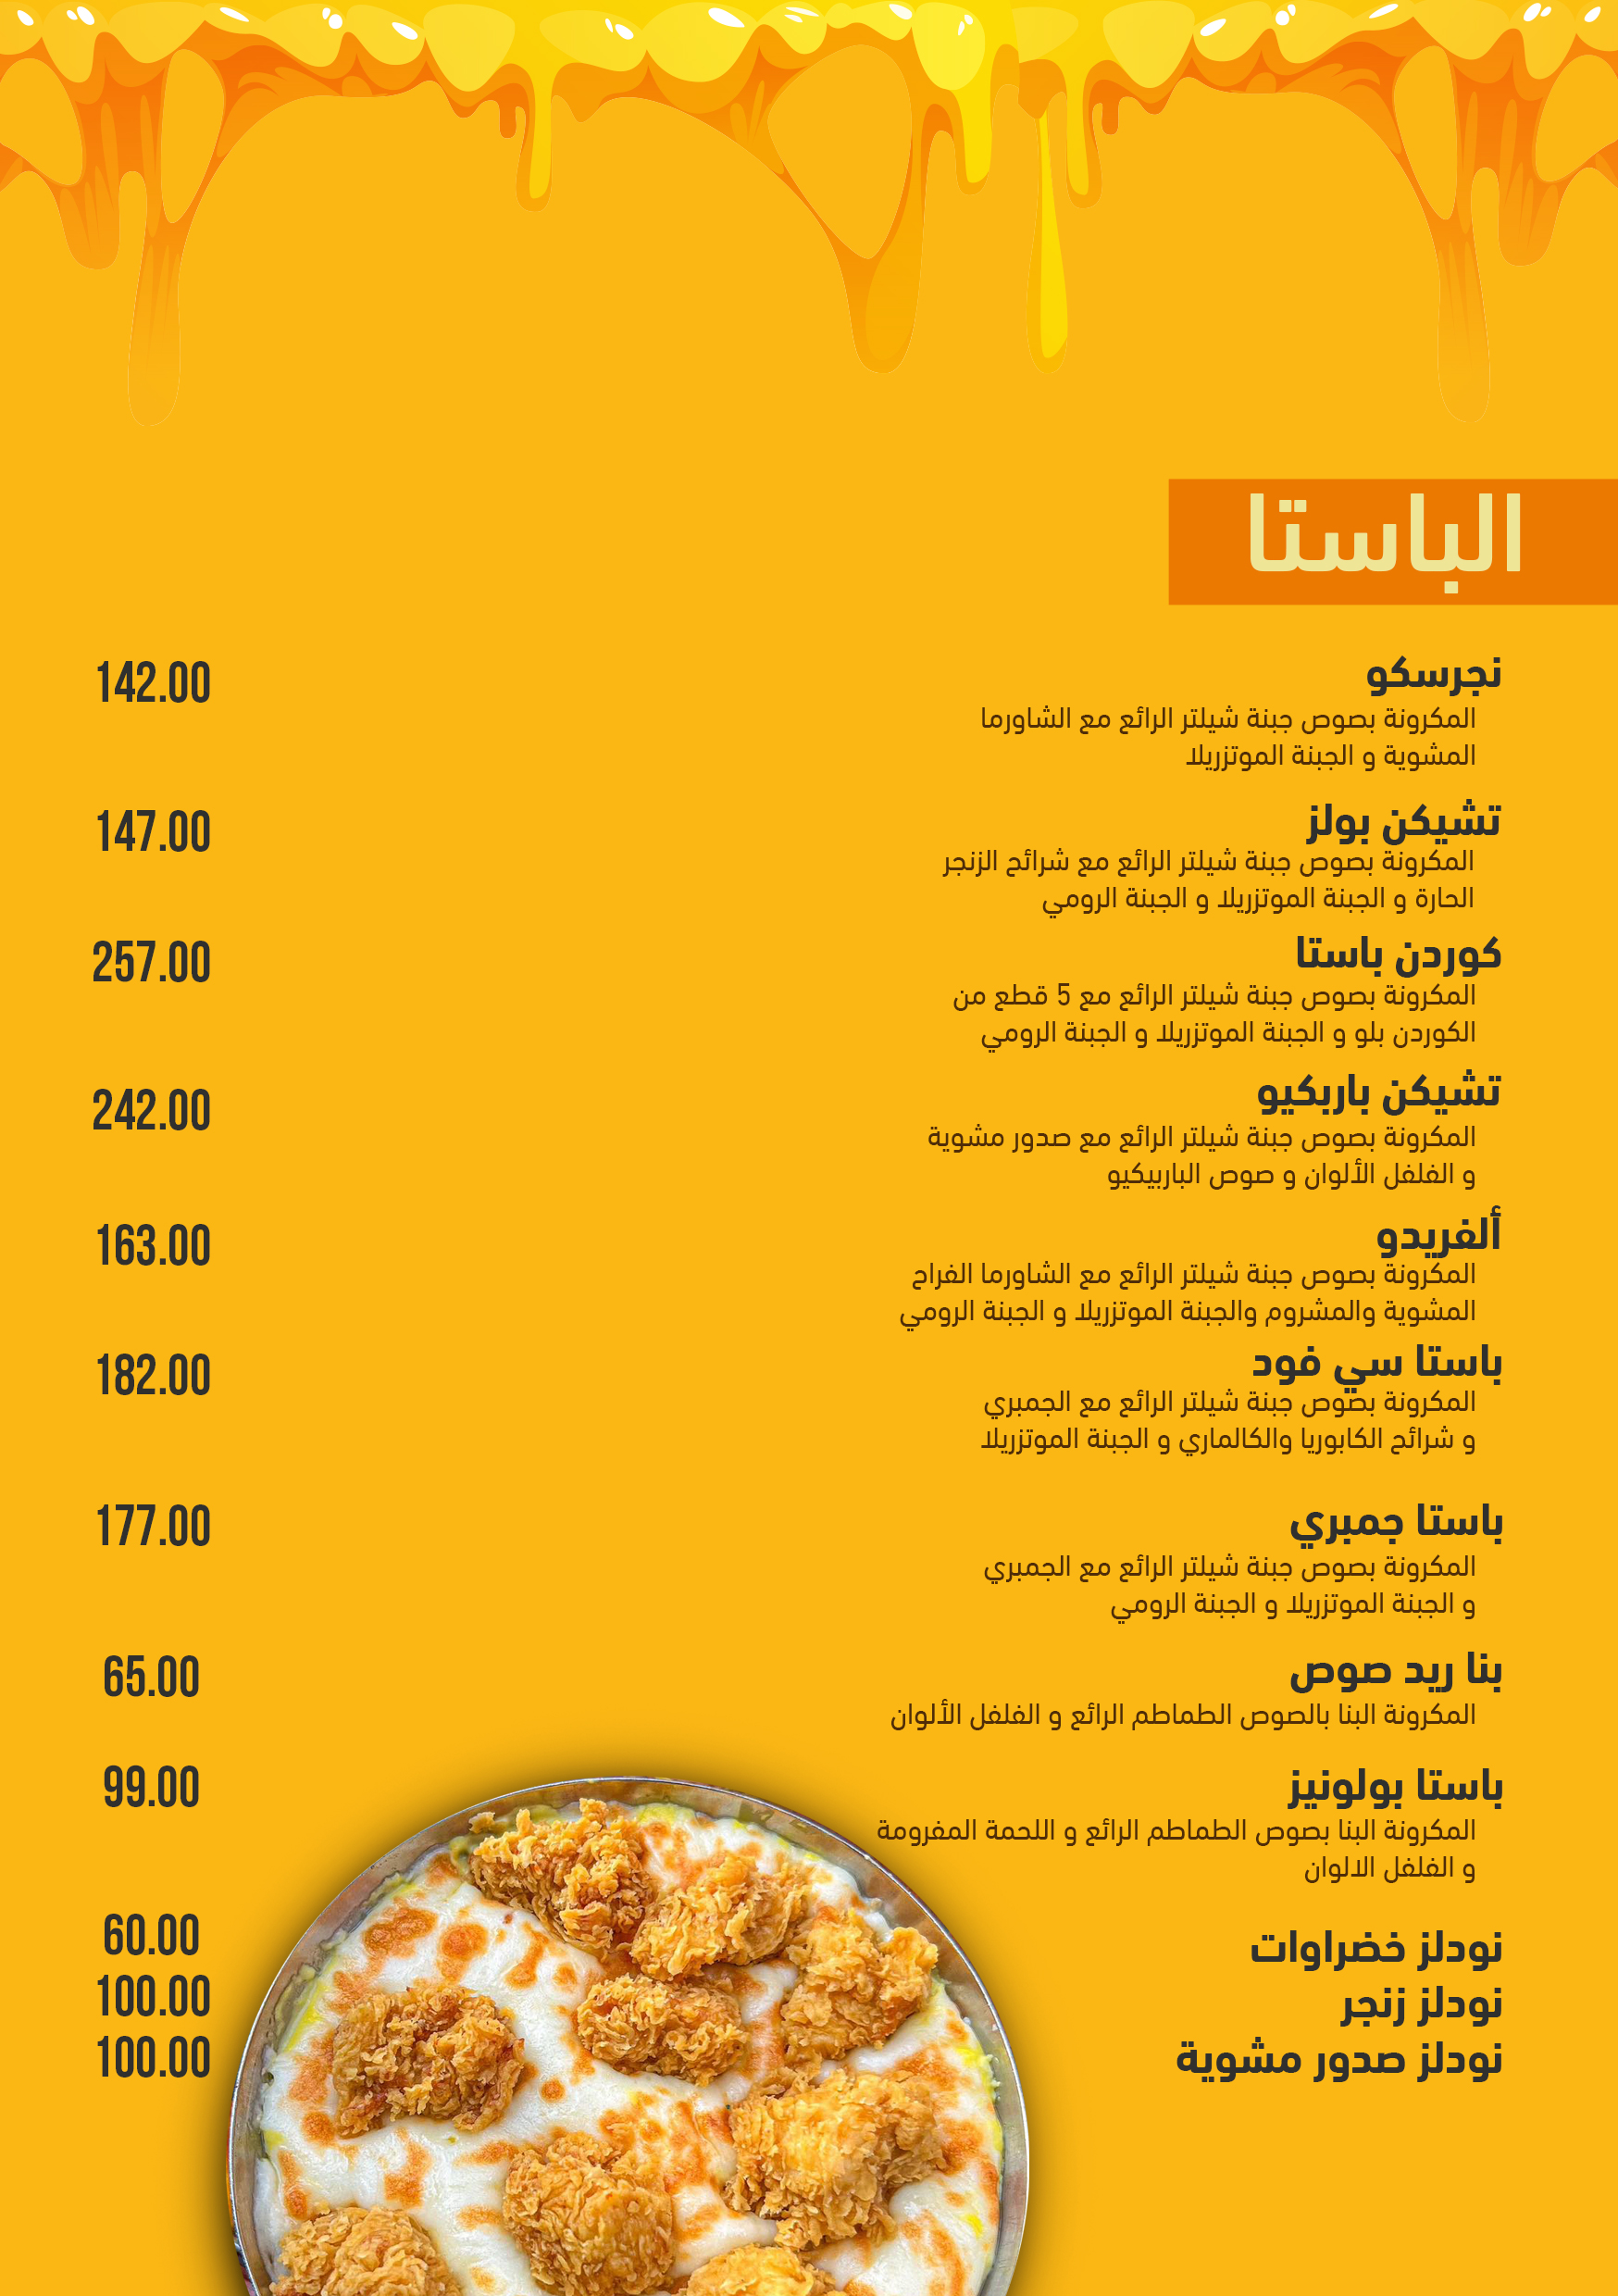 الباستا
نجرسكو
142.00
المكرونة بصوص جبنة شيلتر الرائع مع الشاورما
المشوية و الجبنة الموتزريلا
تشيكن بولز
147.00
المكرونة بصوص جبنة شيلتر الرائع مع شرائح الزنجر
الحارة و الجبنة الموتزريلا و الجبنة الرومي
كوردن باستا
257.00
المكرونة بصوص جبنة شيلتر الرائع مع 5 قطع من
الكوردن بلو و الجبنة الموتزريلا و الجبنة الرومي
تشيكن باربكيو
242.00
المكرونة بصوص جبنة شيلتر الرائع مع صدور مشوية
و الفلفل الألوان و صوص الباربيكيو
ألفريدو
163.00
المكرونة بصوص جبنة شيلتر الرائع مع الشاورما الفراح
المشوية والمشروم والجبنة الموتزريلا و الجبنة الرومي
باستا سي فود
182.00
المكرونة بصوص جبنة شيلتر الرائع مع الجمبري
و شرائح الكابوريا والكالماري و الجبنة الموتزريلا
باستا جمبري
177.00
المكرونة بصوص جبنة شيلتر الرائع مع الجمبري
و الجبنة الموتزريلا و الجبنة الرومي
بنا ريد صوص
65.00
المكرونة البنا بالصوص الطماطم الرائع و الفلفل الألوان
باستا بولونيز
99.00
المكرونة البنا بصوص الطماطم الرائع و اللحمة المفرومة
و الفلفل الالوان
نودلز خضراوات
60.00
نودلز زنجر
100.00
نودلز صدور مشوية
100.00